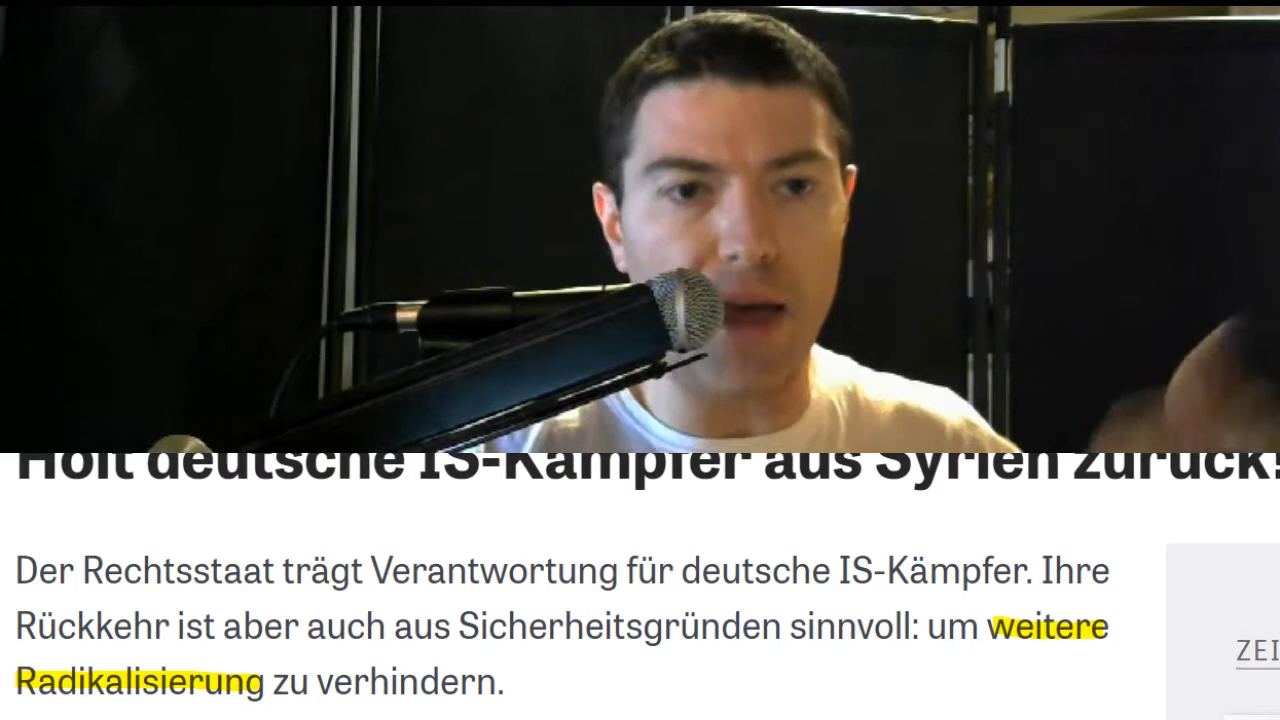 Holt deutsche IS-Kämpfer aus Syrien zurück!
Der Rechtsstaat trägt Verantwortung für deutsche IS-Kämpfer. Ihre
Rückkehr ist aber auch aus Sicherheitsgründen sinnvoll: um weitere
Radikalisierung zu verhindern.
ZEI